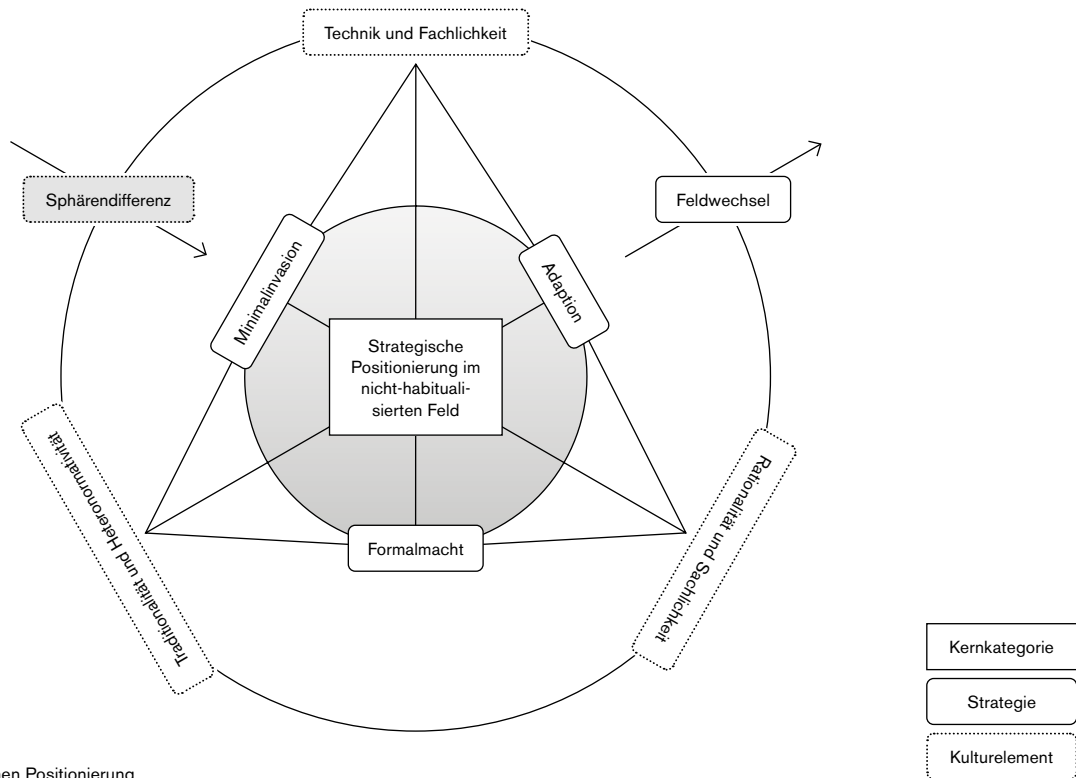 Technik und Fachlichkeit
Sphärendifferenz
Feldwechsel
Minimalinvasion
Adaption
Strategische
Positionierung im
nicht-habituali-
sierten Feld
Traditionalität und Heteronormativität
Rationalität und Sachlichkeit
Formalmacht
Kernkategorie
Strategie
Kulturelement
Positionierung